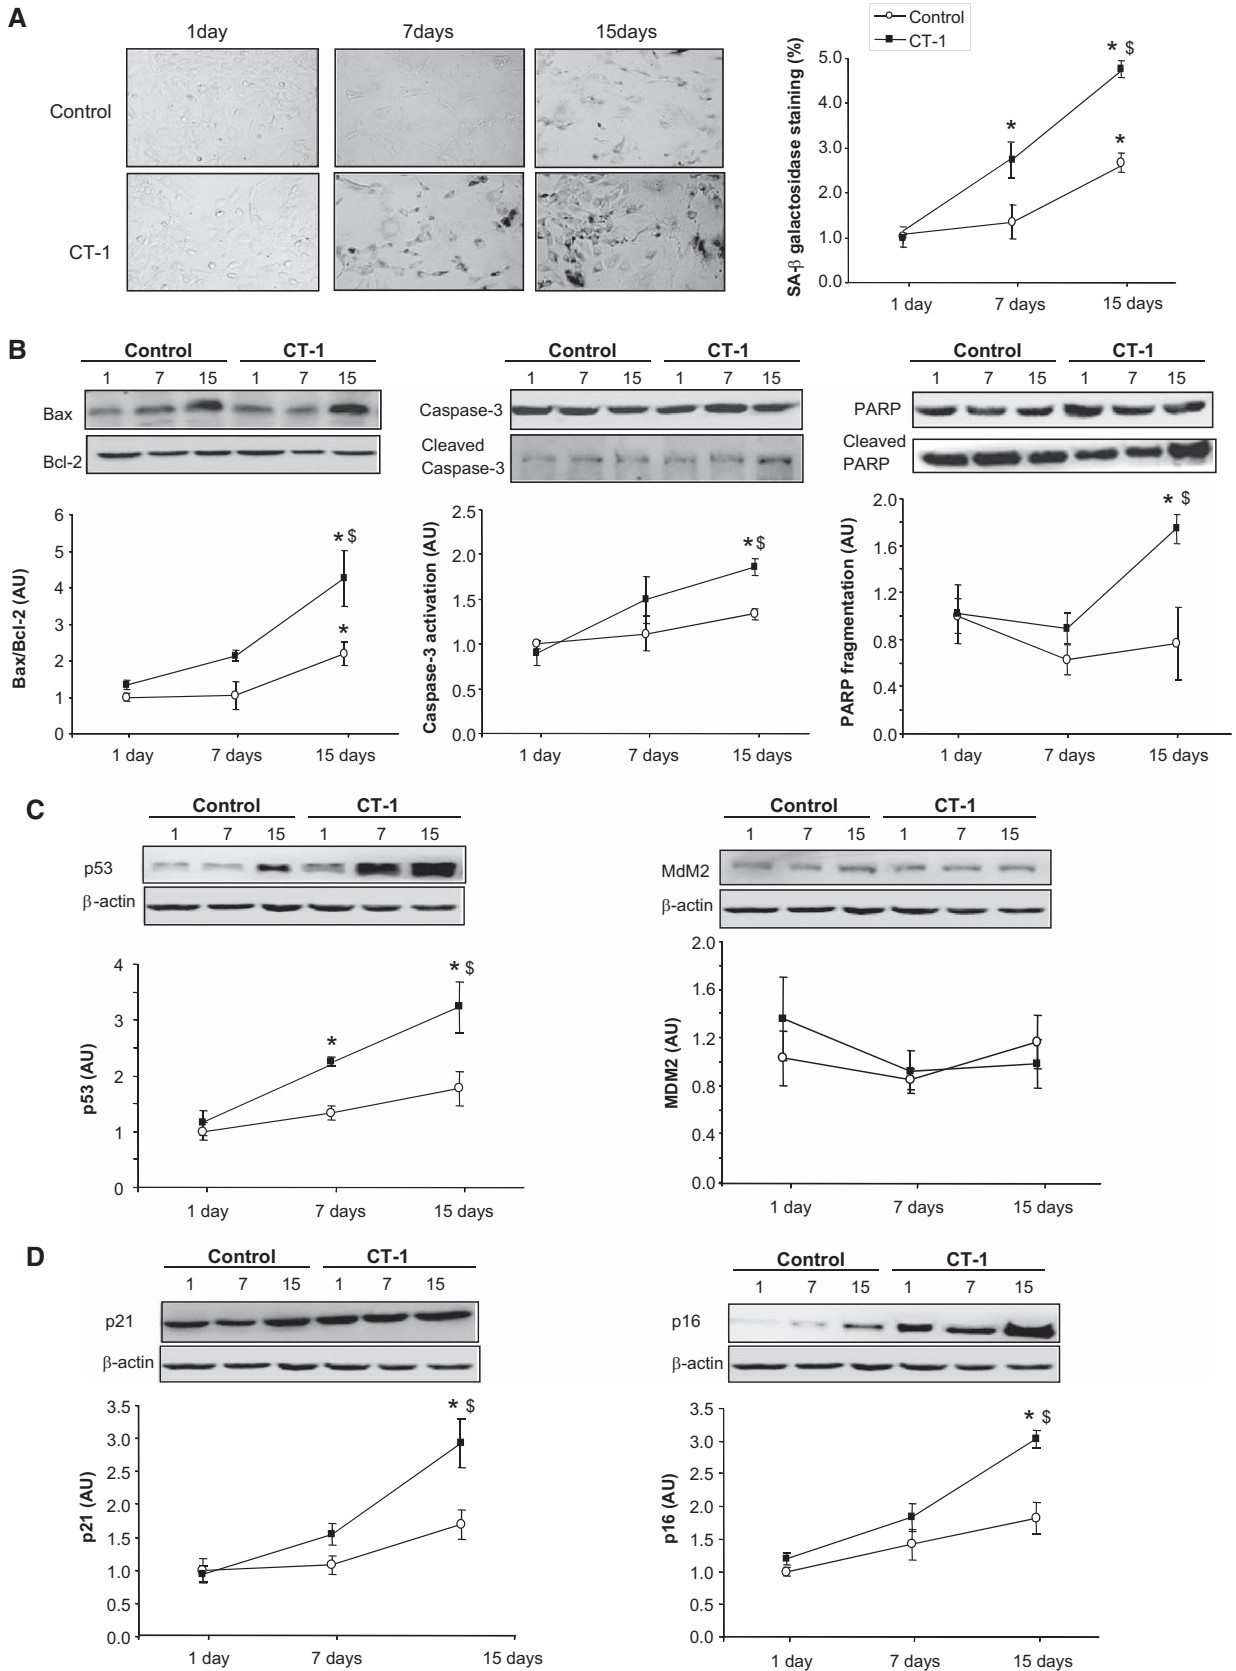 A
1day 7days 15days
Control
CT-1
Control
CT-1
SA-β galactosidase staining (%)
5.0
4.0
3.0
2.0
1.0
0.0
*
* $
*
1 day 7 days 15 days
B
Control CT-1
1 7 15 1 7 15
Bax
Bcl-2
Bax/Bcl-2 (AU)
6
5
4
3
2
1
0
* $
*
1 day 7 days 15 days
Control CT-1
1 7 15 1 7 15
Caspase-3
Cleaved
Caspase-3
Caspase-3 activation (AU)
2.5
2.0
1.5
1.0
0.5
0.0
*$
1 day 7 days 15 days
Control CT-1
1 7 15 1 7 15
PARP
Cleaved
PARP
PARP fragmentation (AU)
2.0
1.6
1.2
0.8
0.4
0.0
* $
1 day 7 days 15 days
C
Control CT-1
1 7 15 1 7 15
p53
β-actin
p53 (AU)
4
3
2
1
0
*
* $
1 day 7 days 15 days
Control CT-1
1 7 15 1 7 15
MdM2
β-actin
MDM2 (AU)
2.0
1.6
1.2
0.8
0.4
0.0
1 day 7 days 15 days
D
Control CT-1
1 7 15 1 7 15
p21
β-actin
p21 (AU)
3.5
3.0
2.5
2.0
1.5
1.0
0.5
0.0
* $
1 day 7 days 15 days
Control CT-1
1 7 15 1 7 15
p16
β-actin
p16 (AU)
3.5
3.0
2.5
2.0
1.5
1.0
0.5
0.0
* $
1 day 7 days 15 days